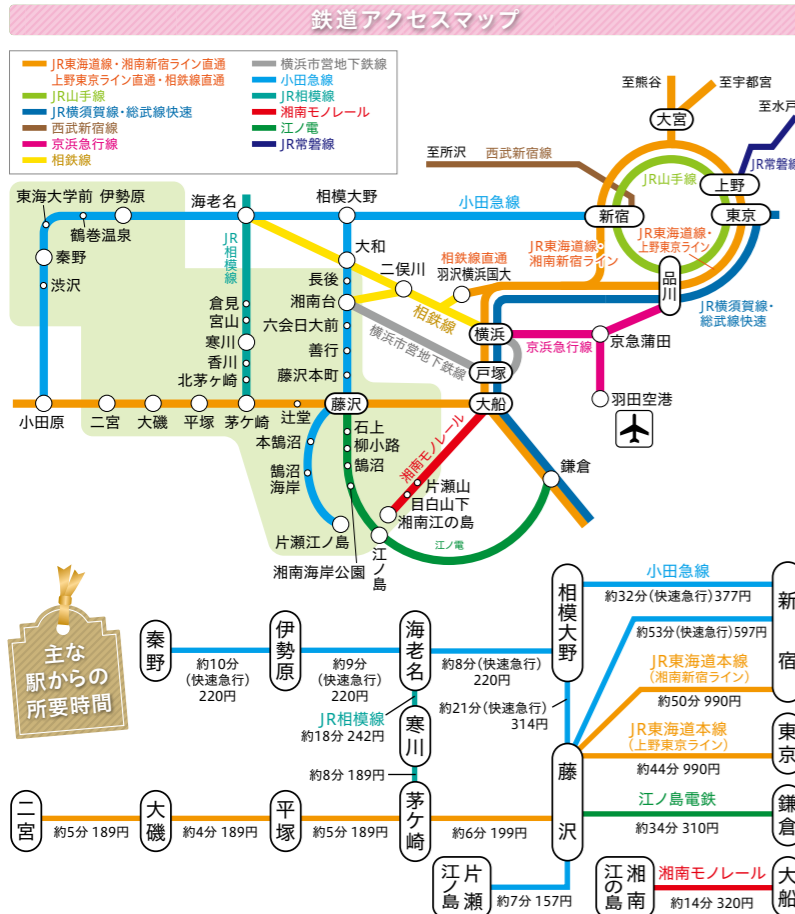 鉄道アクセスマップ
JR東海道線・湘南新宿ライン直通
上野東京ライン直通・相鉄線直通
JR山手線
JR横須賀線・総武線快速
西武新宿線
京浜急行線
相鉄線
横浜市営地下鉄線
小田急線
JR相模線
湘南モノレール
江ノ電
JR常磐線
至熊谷
至宇都宮
大宮
至水戸
至所沢
西武新宿線
JR山手線
上野
JR常磐線
東海大学前
伊勢原
海老名
相模大野
小田急線
新宿
東京
鶴巻温泉
秦野
渋沢
JR相模線
大和
二俣川
相鉄線直通
羽沢横浜国大
JR東海道線・
湘南新宿ライン
JR東海道線・
上野東京ライン
品川
JR横須賀線・
総武線快速
長後
湘南台
相鉄線
倉見
宮山
寒川
香川
北茅ケ崎
六会日大前
善行
藤沢本町
横浜市営地下鉄線
横浜
京浜急行線
京急蒲田
戸塚
羽田空港
小田原
二宮
大磯
平塚
茅ケ崎
辻堂
藤沢
大船
本鵠沼
鵠沼
海岸
石上
柳小路
鵠沼
湘南モノレール
片瀬山
目白山下
湘南江の島
鎌倉
片瀬江ノ島
湘南海岸公園
江ノ島
江ノ電
主な
駅からの
所要時間
秦野
約10分
(快速急行)
220円
伊勢原
約9分
(快速急行)
220円
海老名
約8分(快速急行)
220円
相模大野
小田急線
約32分(快速急行)377円
新宿
約53分(快速急行)597円
JR東海道本線
(湘南新宿ライン)
約50分 990円
約21分(快速急行)
314円
JR相模線
約18分 242円
寒川
約8分 189円
JR東海道本線
(上野東京ライン)
約44分 990円
東京
二宮
約5分 189円
大磯
約4分 189円
平塚
約5分 189円
茅ケ崎
約6分 199円
藤沢
江ノ島電鉄
約34分 310円
鎌倉
片瀬
江ノ島
約7分 157円
湘南
江の島
湘南モノレール
約14分 320円
大船